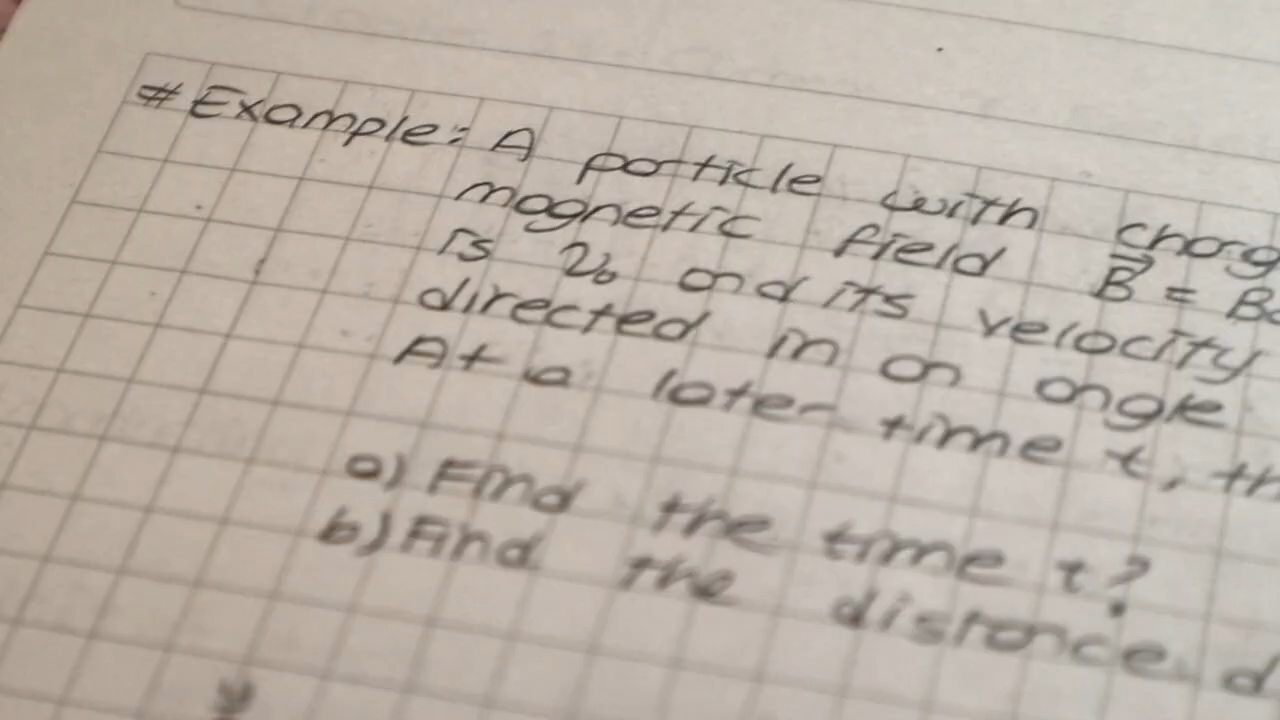 # Example: A particle with charg
magnetic field B⃗ = Bo
is v₀ and its velocity
directed in an angle
At a later time t, th
a) Find the time t?
b) Find the distance d
y